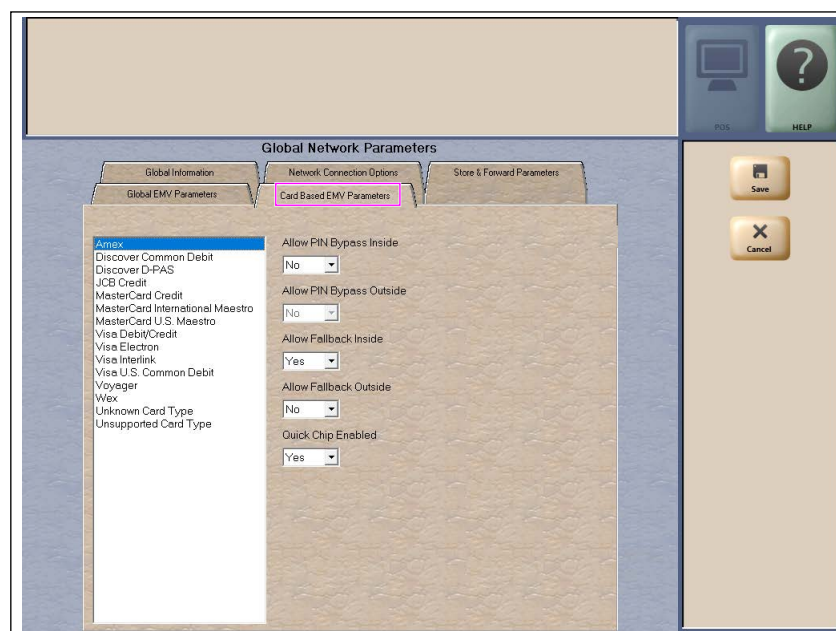 POS
HELP
Global Network Parameters
Global Information
Network Connection Options
Store & Forward Parameters
Global EMV Parameters
Card Based EMV Parameters
Save
Cancel
Amex
Discover Common Debit
Discover D-PAS
JCB Credit
MasterCard Credit
MasterCard International Maestro
MasterCard U.S. Maestro
Visa Debit/Credit
Visa Electron
Visa Interlink
Visa U.S. Common Debit
Voyager
Wex
Unknown Card Type
Unsupported Card Type
Allow PIN Bypass Inside
No
Allow PIN Bypass Outside
No
Allow Fallback Inside
Yes
Allow Fallback Outside
No
Quick Chip Enabled
Yes